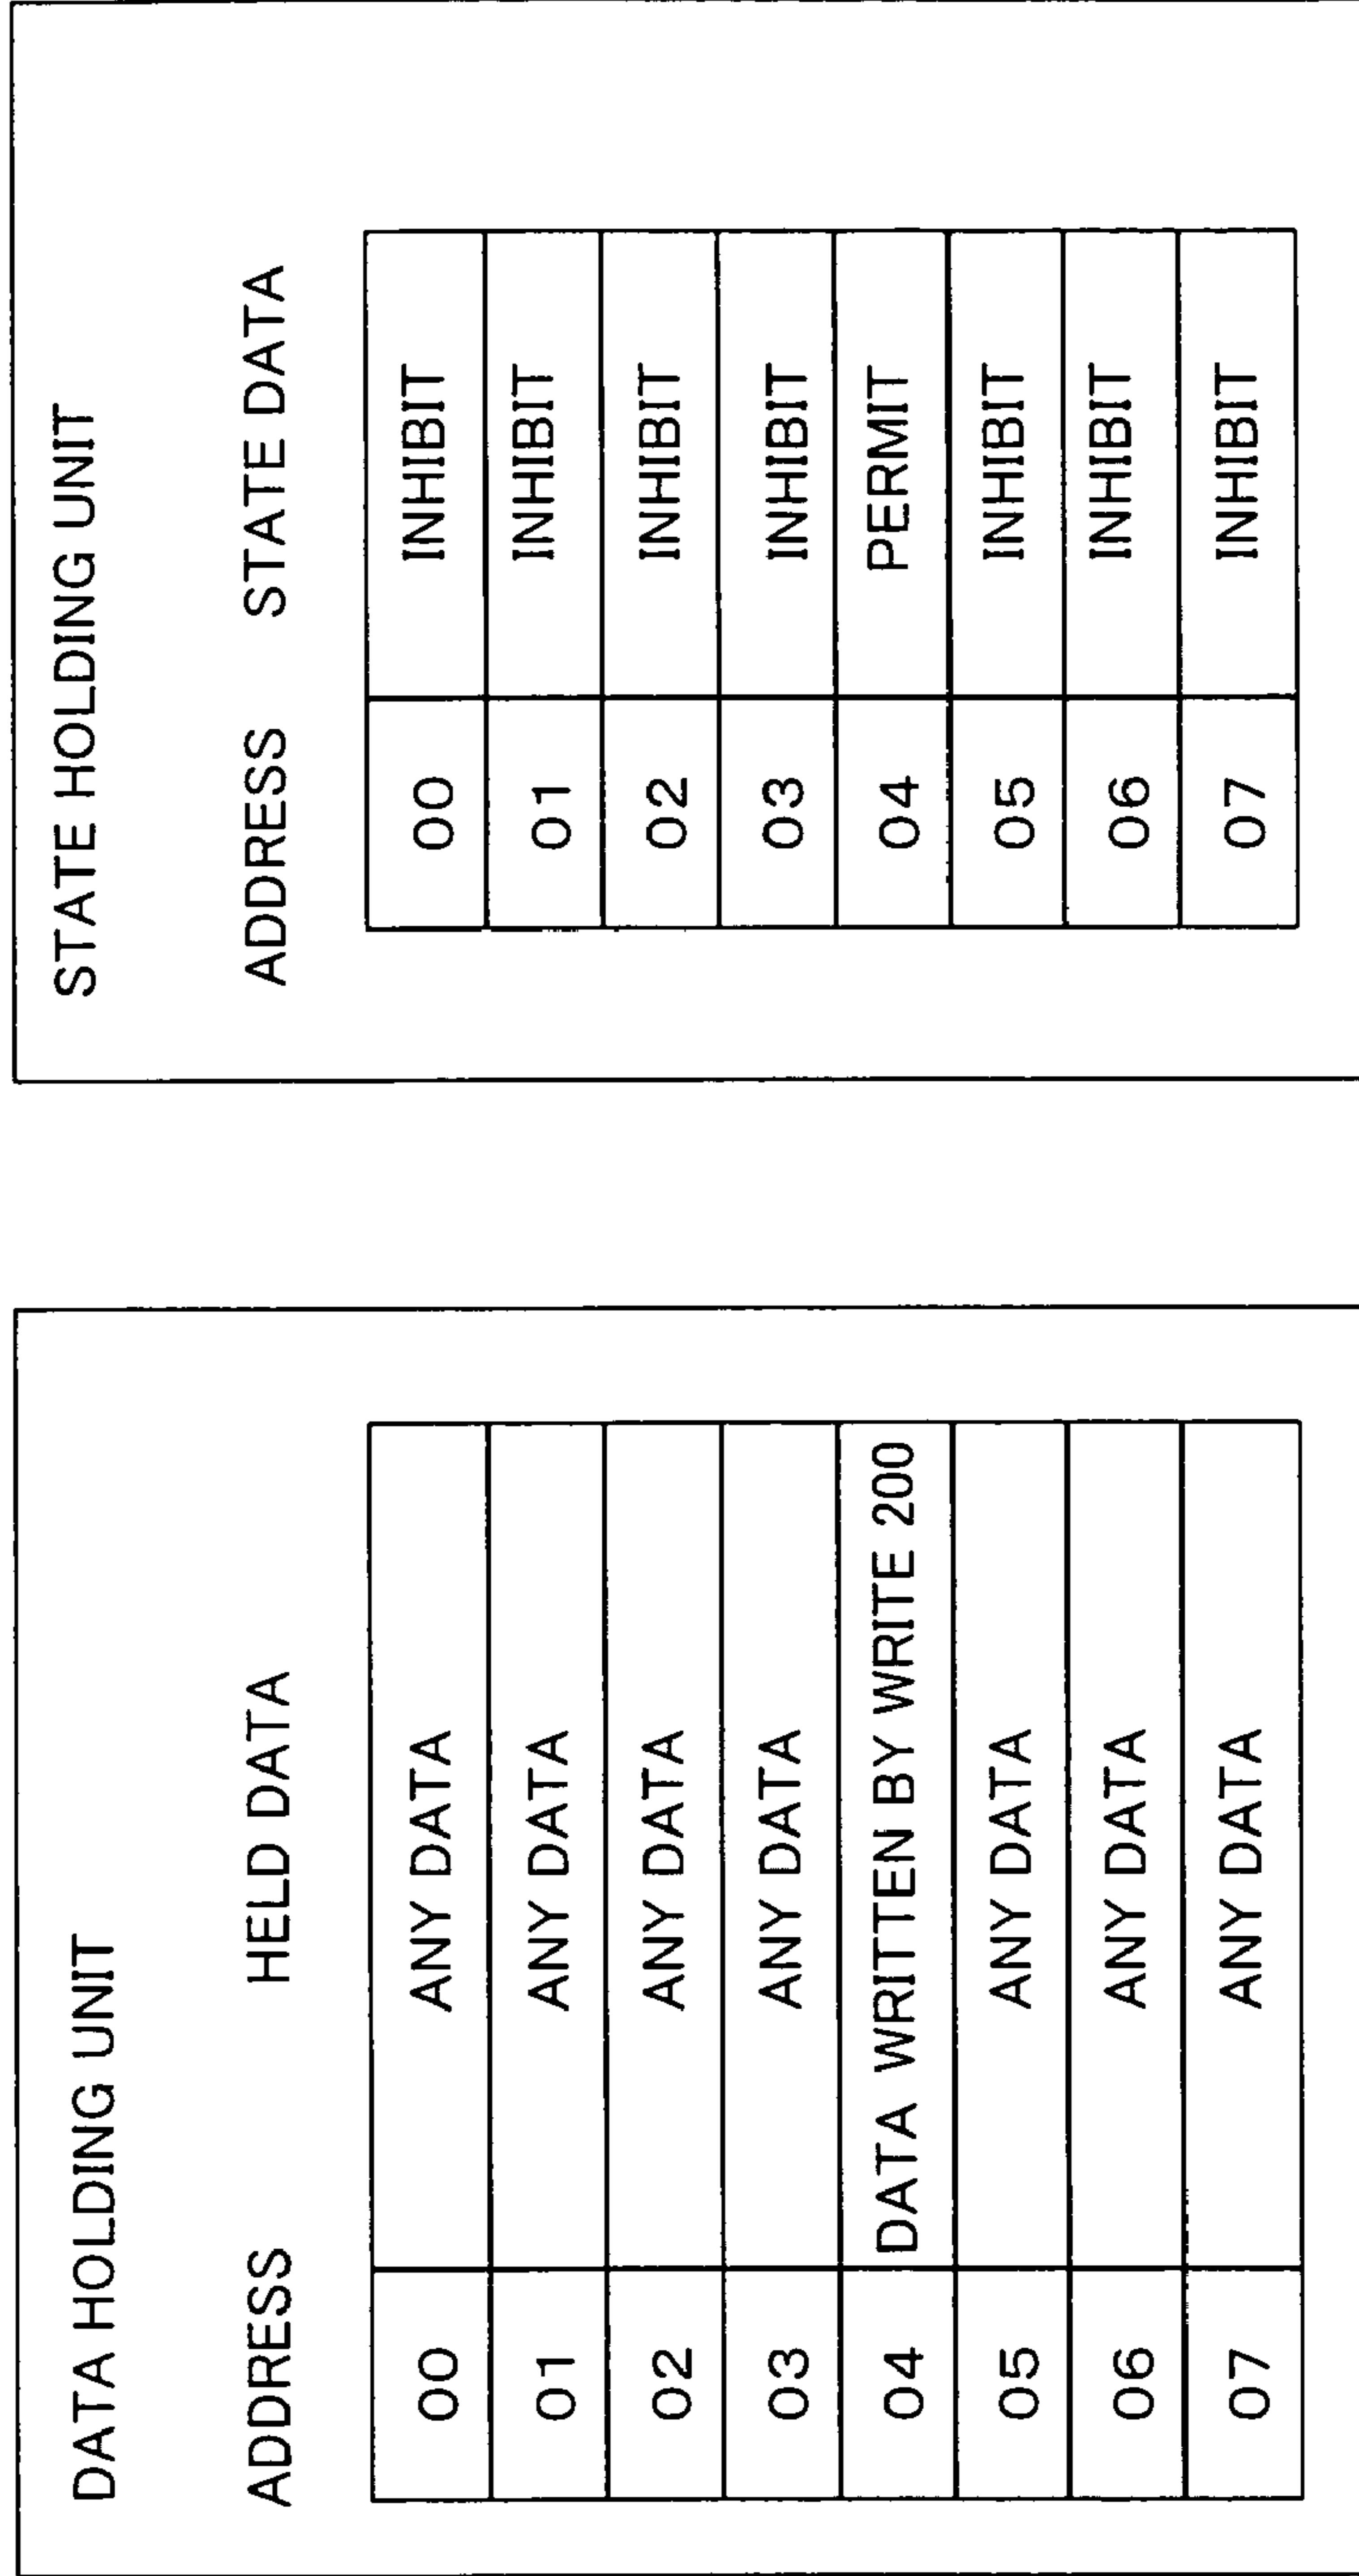 DATA HOLDING UNIT
ADDRESS HELD DATA
00 ANY DATA
01 ANY DATA
02 ANY DATA
03 ANY DATA
04 DATA WRITTEN BY WRITE 200
05 ANY DATA
06 ANY DATA
07 ANY DATA
STATE HOLDING UNIT
ADDRESS STATE DATA
00 INHIBIT
01 INHIBIT
02 INHIBIT
03 INHIBIT
04 PERMIT
05 INHIBIT
06 INHIBIT
07 INHIBIT